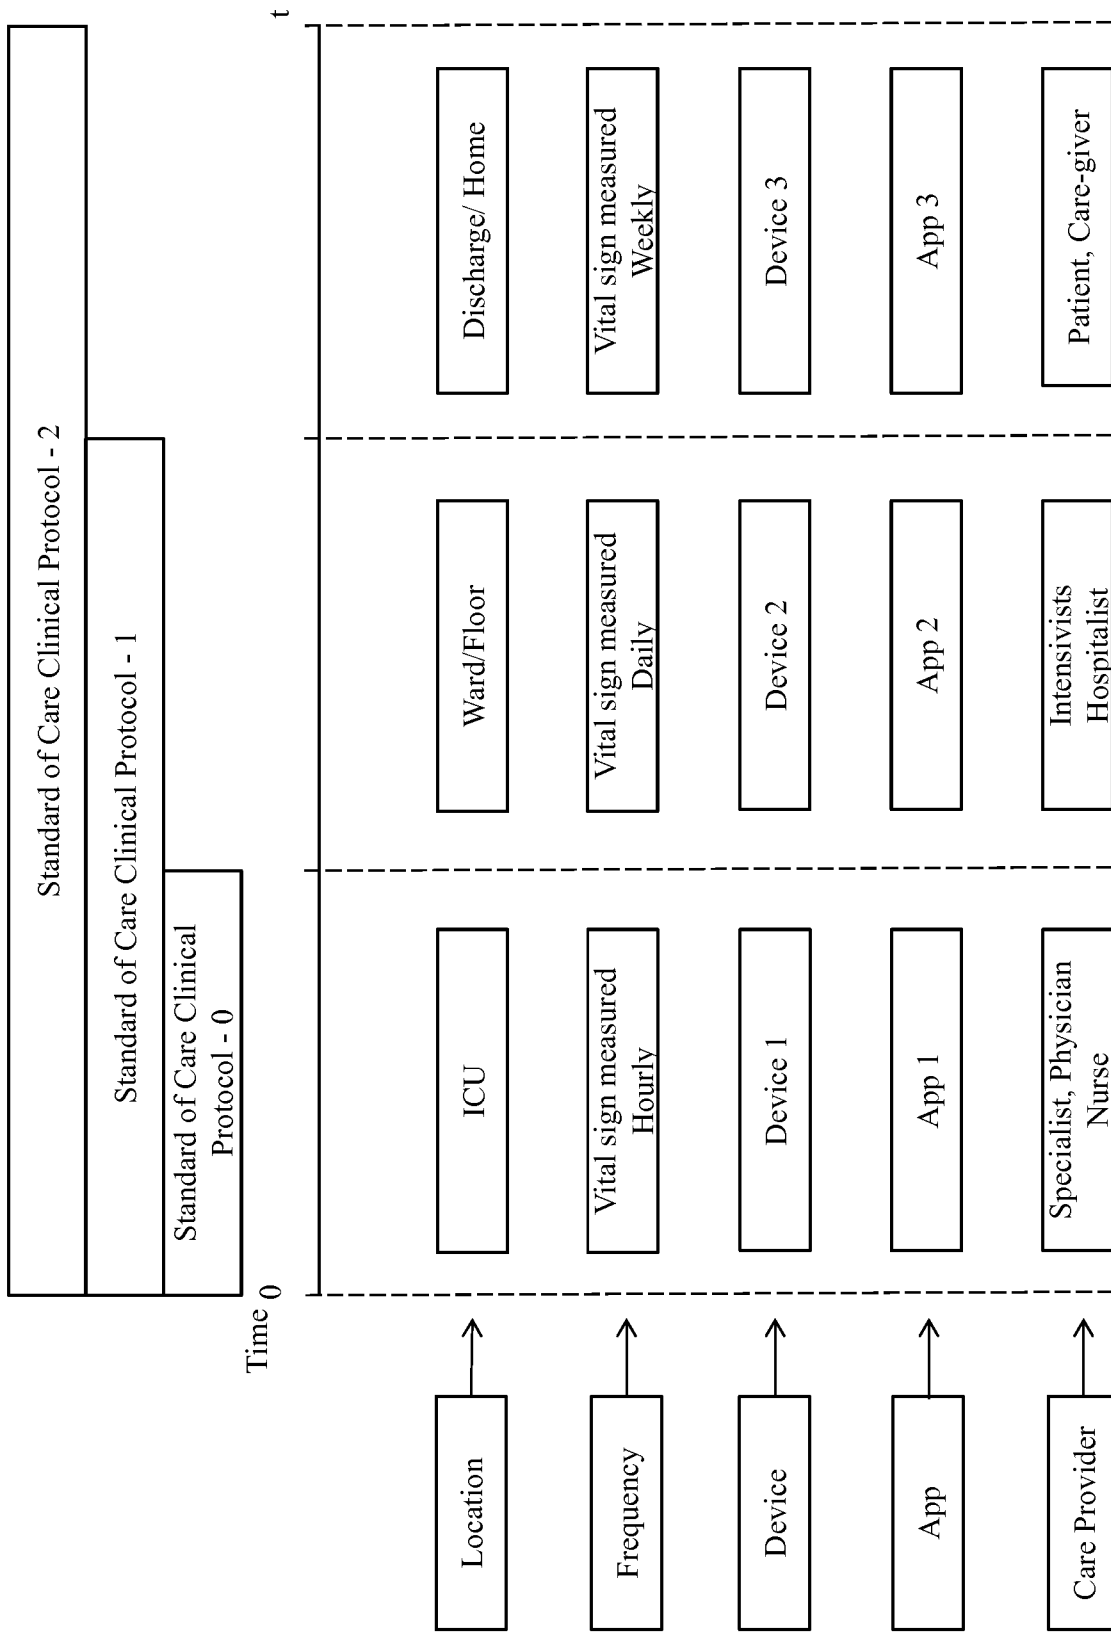 Standard of Care Clinical Protocol - 2
Standard of Care Clinical Protocol - 1
Standard of Care Clinical
Protocol - 0
Time
0
t
Location
ICU
Ward/Floor
Discharge/ Home
Frequency
Vital sign measured
Hourly
Vital sign measured
Daily
Vital sign measured
Weekly
Device
Device 1
Device 2
Device 3
App
App 1
App 2
App 3
Care Provider
Specialist, Physician
Nurse
Intensivists
Hospitalist
Patient, Care-giver